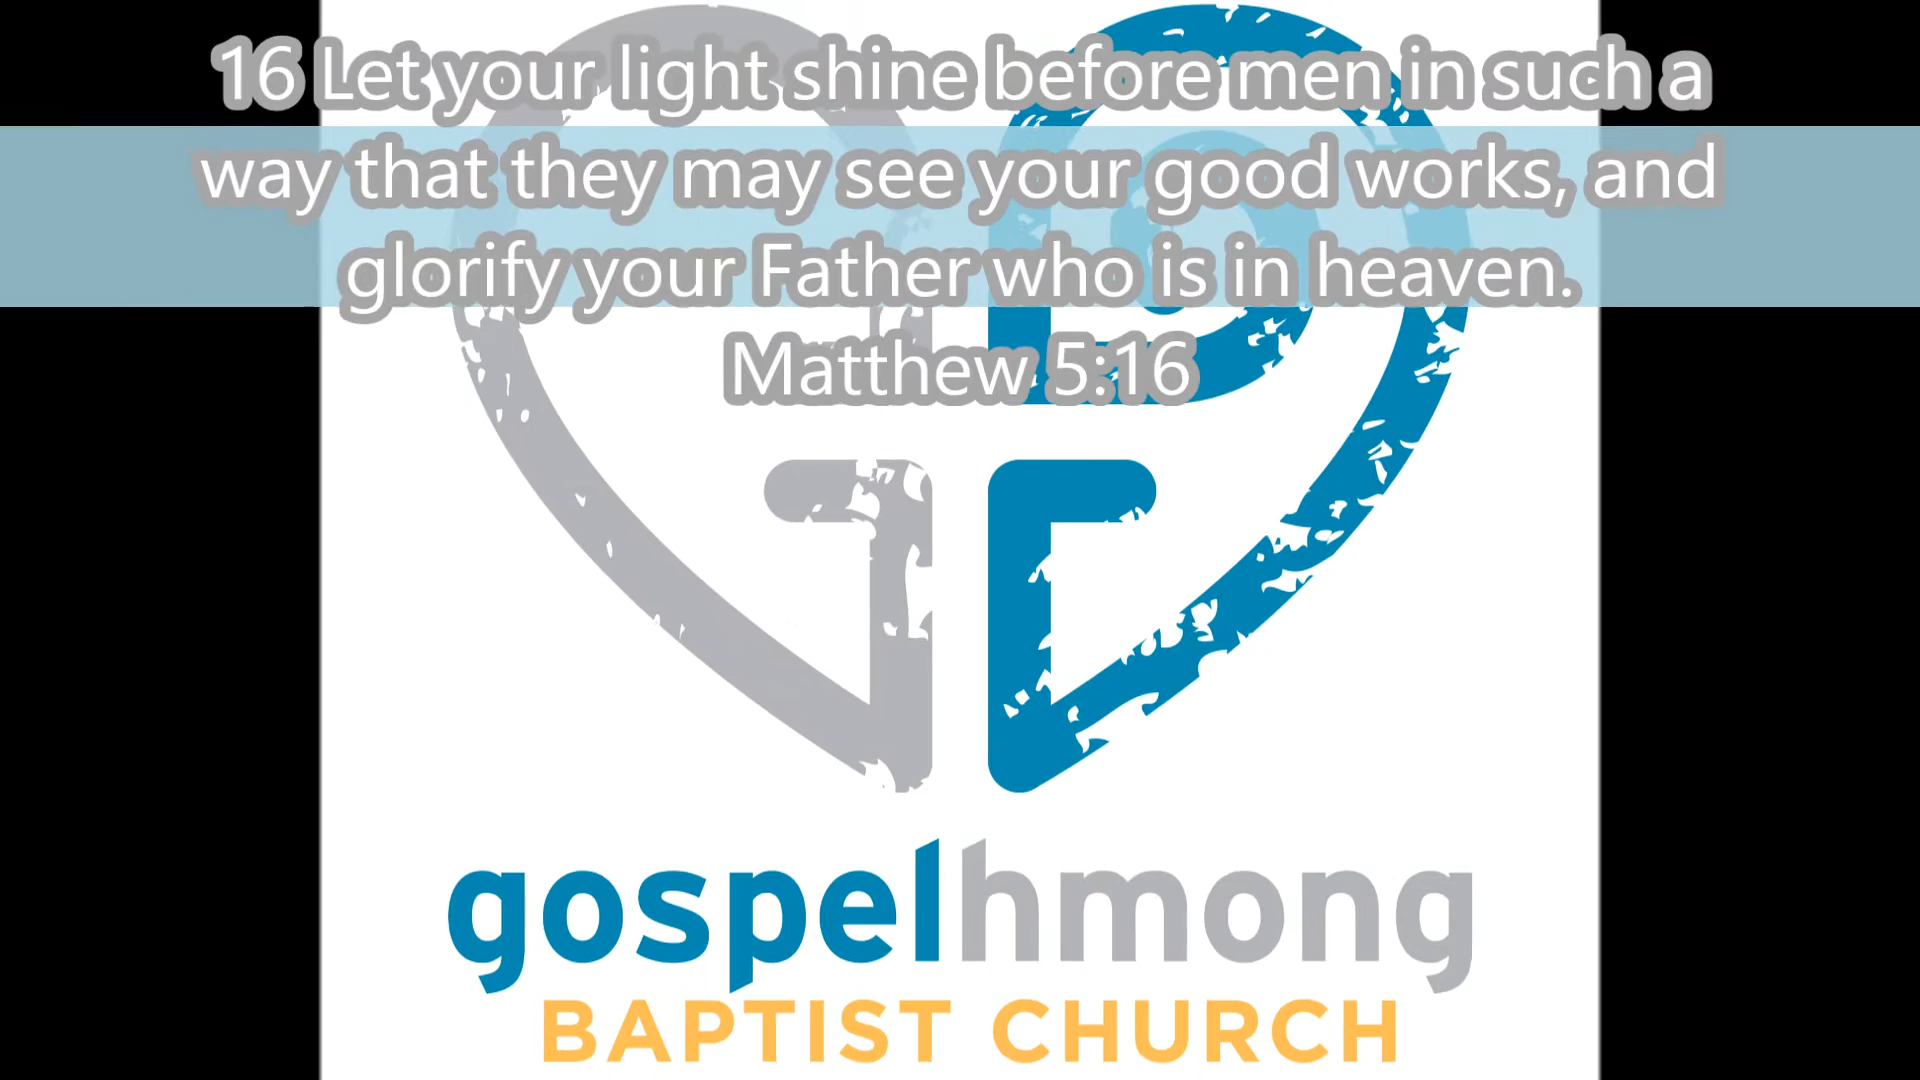 16 Let your light shine before men in such a
way that they may see your good works, and
glorify your Father who is in heaven.
Matthew 5:16
gospelhmong
BAPTIST CHURCH